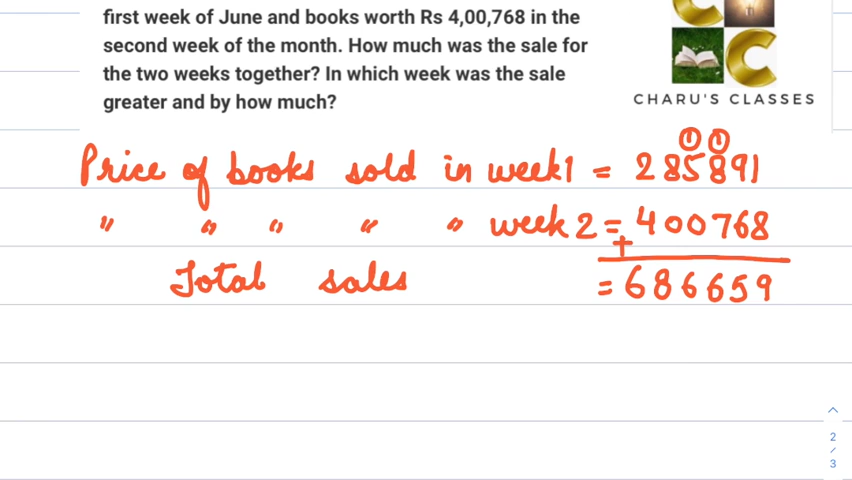 first week of June and books worth Rs 4,00,768 in the
second week of the month. How much was the sale for
the two weeks together? In which week was the sale
greater and by how much?
CHARU'S CLASSES
① ①
Price of books sold in week1 = 285891
" " " " " week 2 = 400768
+
Total sales = 686659
2
/
3